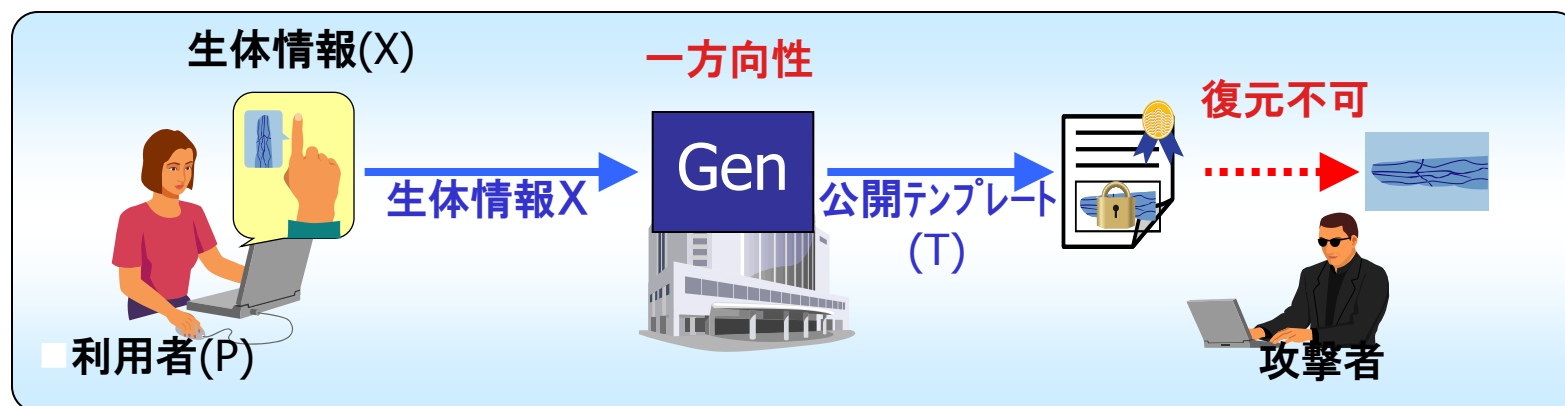 生体情報(X)
一方向性
復元不可
Gen
生体情報X
公開テンプレート
(T)
利用者(P)
攻撃者